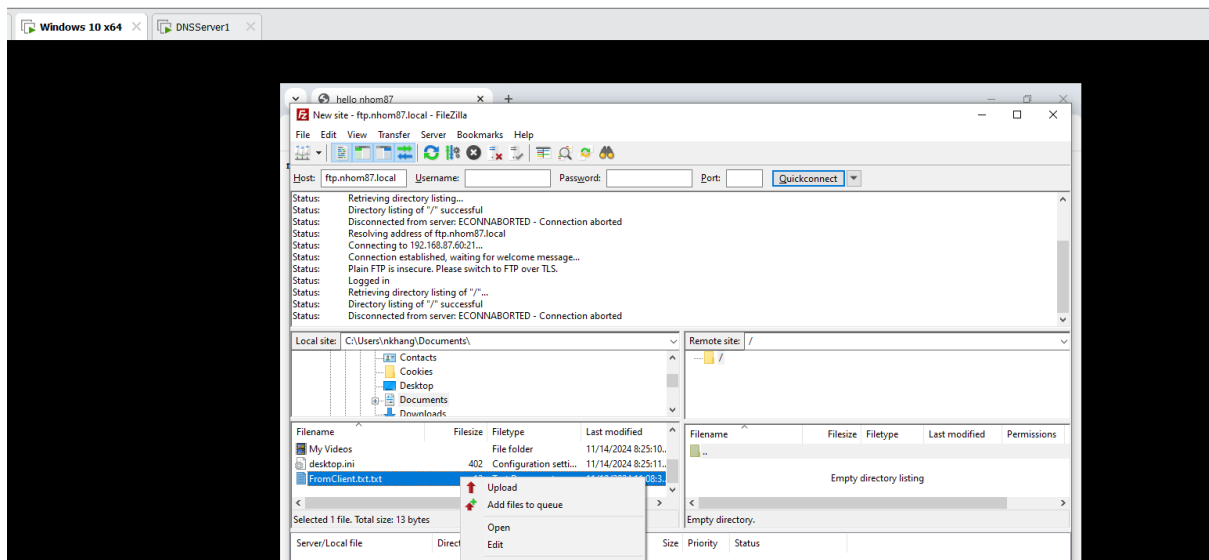 Windows 10 x64 DNSServer1
hello nhom87
New site - ftp.nhom87.local - FileZilla
File Edit View Transfer Server Bookmarks Help
Host: ftp.nhom87.local Username: Password: Port: Quickconnect
Status: Retrieving directory listing...
Status: Directory listing of "/" successful
Status: Disconnected from server: ECONNABORTED - Connection aborted
Status: Resolving address of ftp.nhom87.local
Status: Connecting to 192.168.87.60:21...
Status: Connection established, waiting for welcome message...
Status: Plain FTP is insecure. Please switch to FTP over TLS.
Status: Logged in
Status: Retrieving directory listing of "/"...
Status: Directory listing of "/" successful
Status: Disconnected from server: ECONNABORTED - Connection aborted
Local site: C:\Users\nkhang\Documents\ Remote site: /
Contacts /
Cookies
Desktop
Documents
Downloads
Filename Filesize Filetype Last modified Filename Filesize Filetype Last modified Permissions
My Videos File folder 11/14/2024 8:25:10.. ..
desktop.ini 402 Configuration setti... 11/14/2024 8:25:11..
FromClient.txt.txt Empty directory listing
Upload
Add files to queue
Selected 1 file. Total size: 13 bytes Empty directory.
Open
Server/Local file Direct Edit Size Priority Status